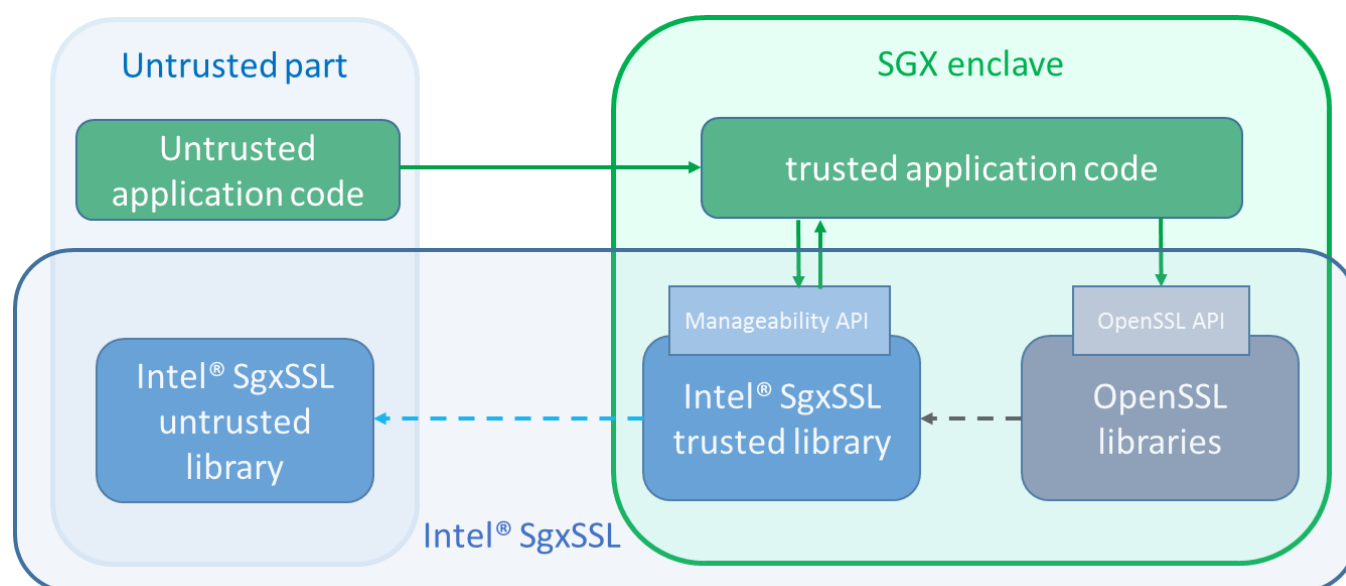 Untrusted part
SGX enclave
Untrusted
application code
trusted application code
Manageability API
OpenSSL API
Intel® SgxSSL
untrusted
library
Intel® SgxSSL
trusted library
OpenSSL
libraries
Intel® SgxSSL